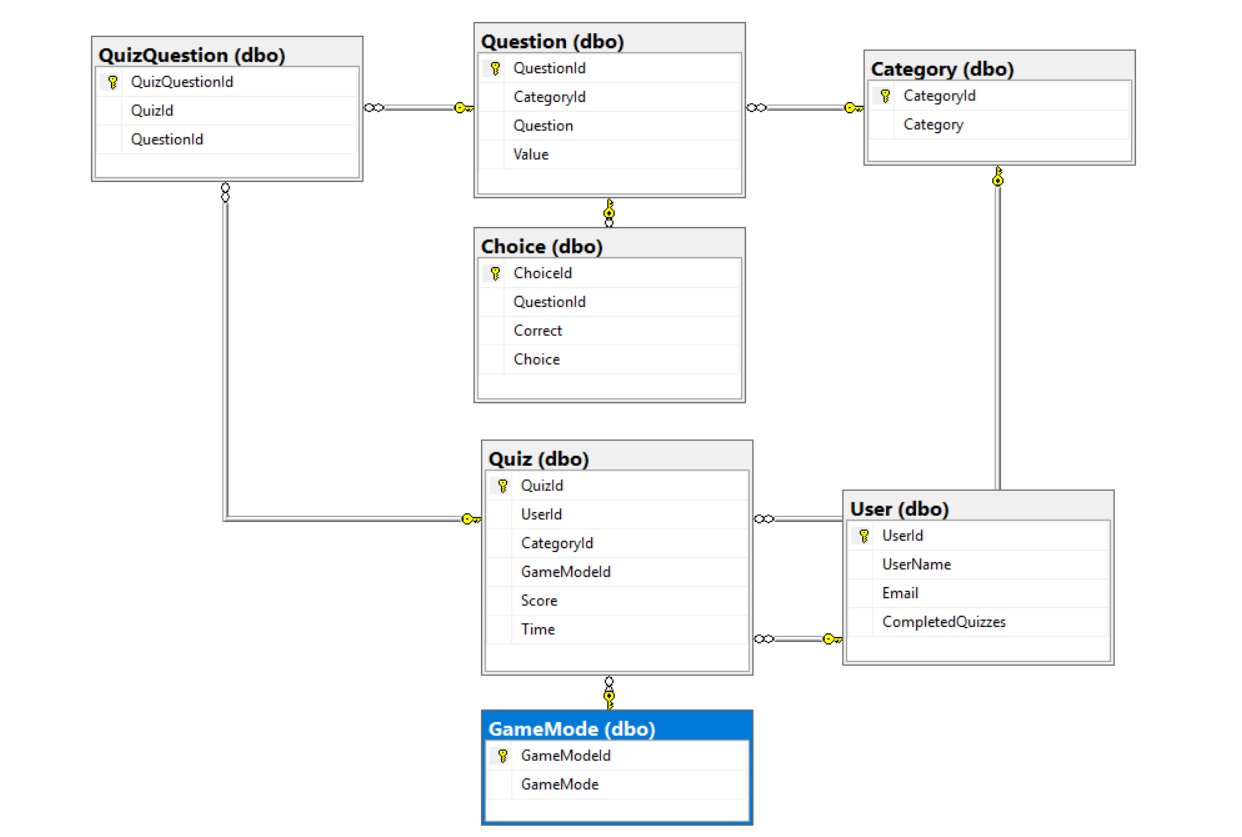 QuizQuestion (dbo)
QuizQuestionId
QuizId
QuestionId
Question (dbo)
QuestionId
CategoryId
Question
Value
Category (dbo)
CategoryId
Category
Choice (dbo)
ChoiceId
QuestionId
Correct
Choice
Quiz (dbo)
QuizId
UserId
CategoryId
GameModeId
Score
Time
User (dbo)
UserId
UserName
Email
CompletedQuizzes
GameMode (dbo)
GameModeId
GameMode